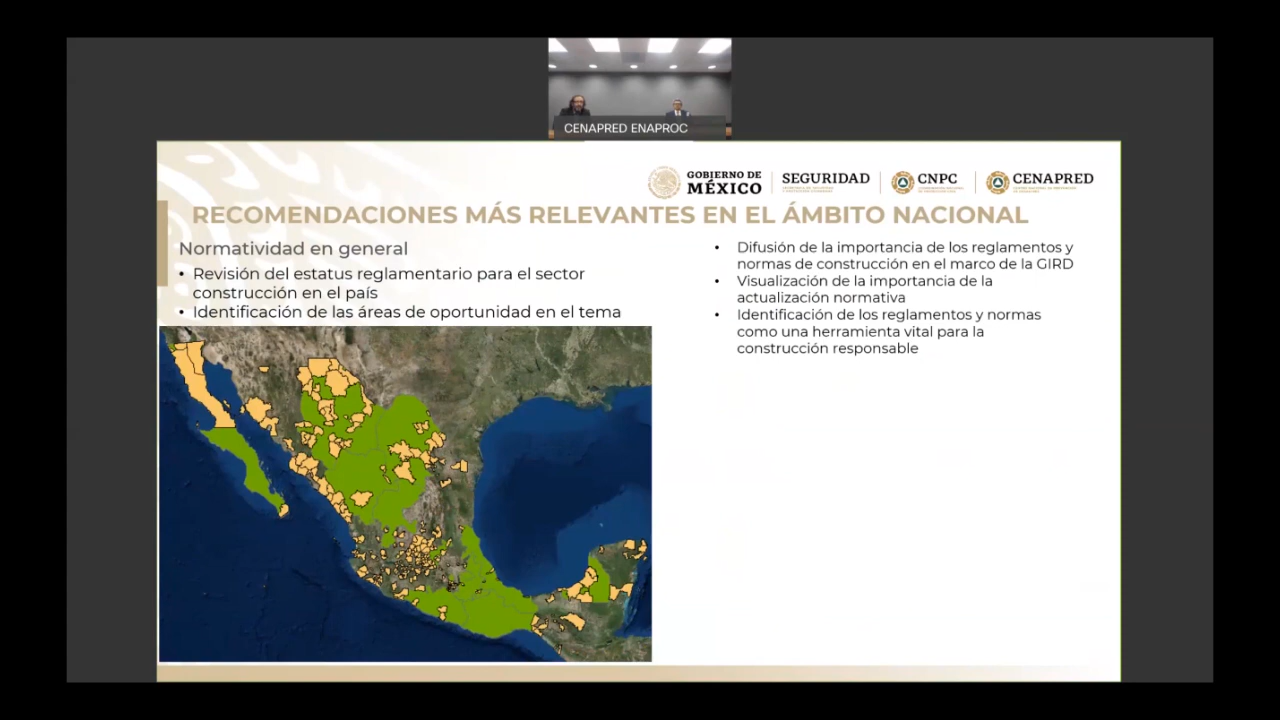 CENAPRED ENAPROC
GOBIERNO DE
MÉXICO
SEGURIDAD
CNPC
CENAPRED
RECOMENDACIONES MÁS RELEVANTES EN EL ÁMBITO NACIONAL
Normatividad en general
• Revisión del estatus reglamentario para el sector
construcción en el país
• Identificación de las áreas de oportunidad en el tema
• Difusión de la importancia de los reglamentos y
normas de construcción en el marco de la GIRD
• Visualización de la importancia de la
actualización normativa
• Identificación de los reglamentos y normas
como una herramienta vital para la
construcción responsable